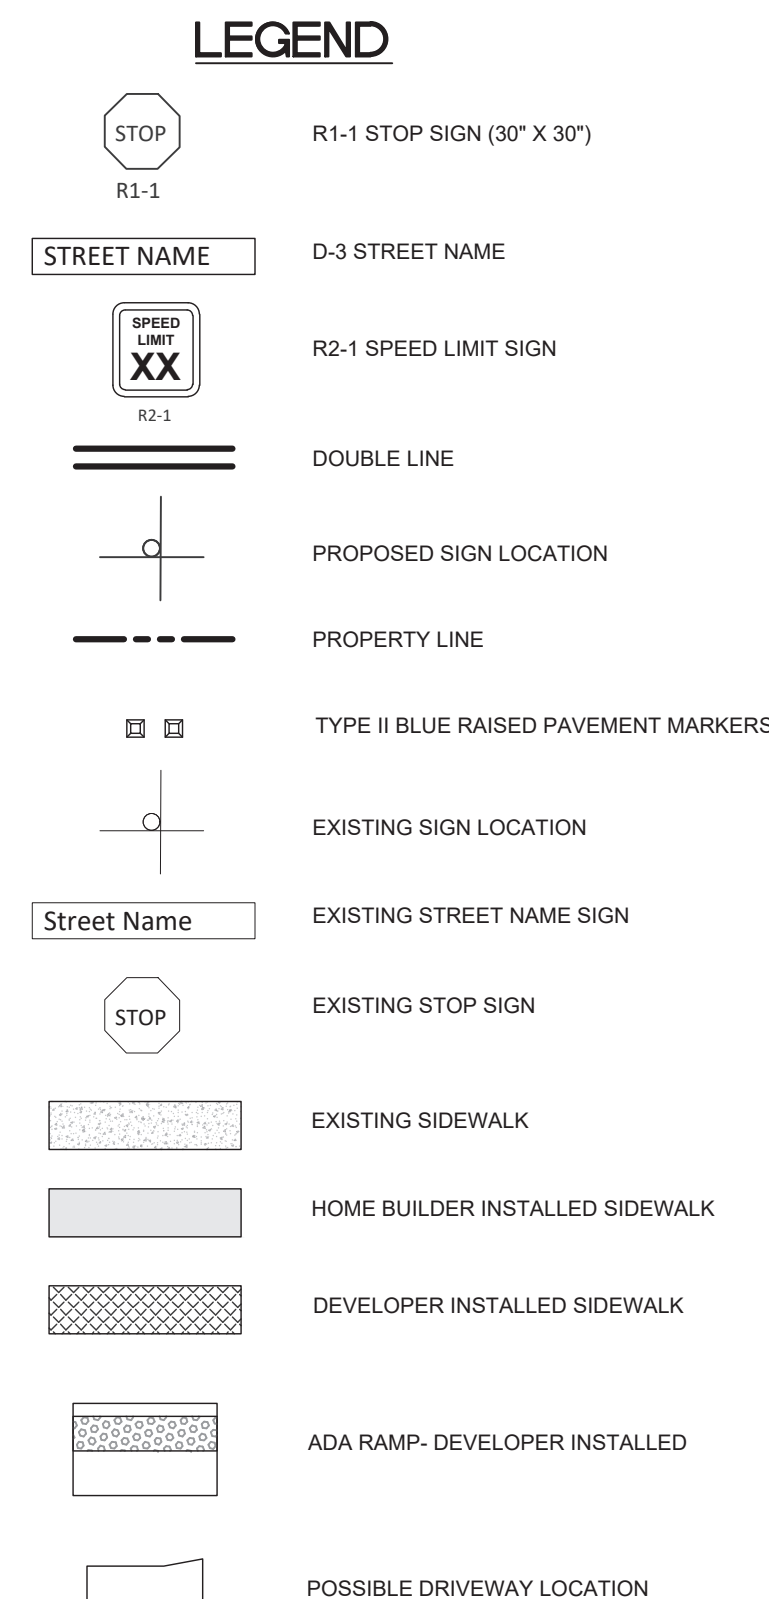 LEGEND
STOP
R1-1
R1-1 STOP SIGN (30" X 30")
STREET NAME
D-3 STREET NAME
SPEED
LIMIT
XX
R2-1
R2-1 SPEED LIMIT SIGN
DOUBLE LINE
PROPOSED SIGN LOCATION
PROPERTY LINE
TYPE II BLUE RAISED PAVEMENT MARKERS
EXISTING SIGN LOCATION
Street Name
EXISTING STREET NAME SIGN
STOP
EXISTING STOP SIGN
EXISTING SIDEWALK
HOME BUILDER INSTALLED SIDEWALK
DEVELOPER INSTALLED SIDEWALK
ADA RAMP- DEVELOPER INSTALLED
POSSIBLE DRIVEWAY LOCATION